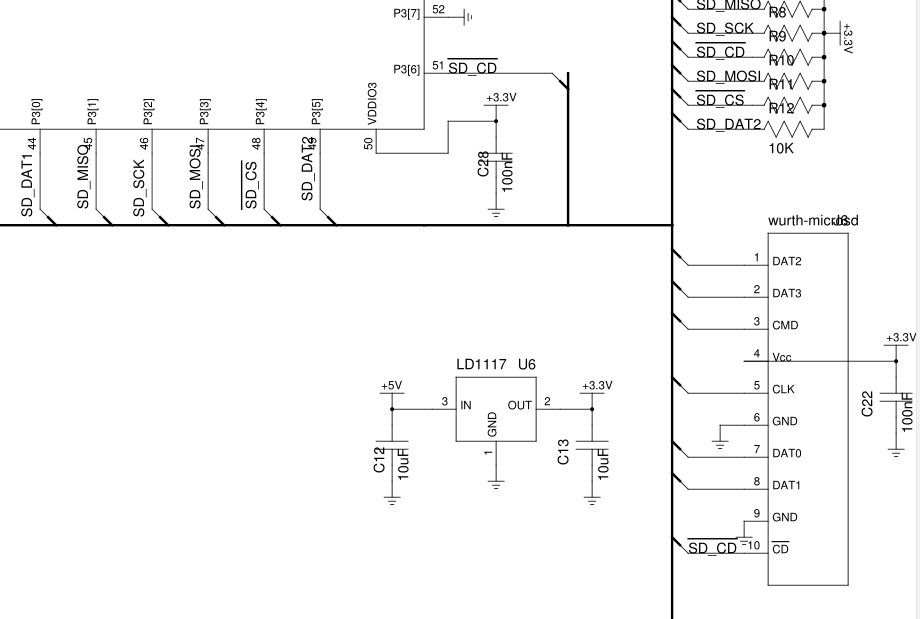 P3[7]
52
P3[6]
51
SD_CD
P3[0]
P3[1]
P3[2]
P3[3]
P3[4]
P3[5]
VDDIO3
44
45
46
47
48
49
50
SD_DAT1
SD_MISO
SD_SCK
SD_MOSI
SD_CS
SD_DAT2
+3.3V
C28
100nF
SD_MISO
R8
SD_SCK
R9
SD_CD
R10
SD_MOSI
R11
SD_CS
R12
SD_DAT2
10K
+3.3V
wurth-microsd
1 DAT2
2 DAT3
3 CMD
4 Vcc
5 CLK
6 GND
7 DAT0
8 DAT1
9 GND
SD_CD 10 CD
+3.3V
C22
100nF
LD1117 U6
+5V
+3.3V
3 IN
OUT 2
GND
1
C12
10uF
C13
10uF